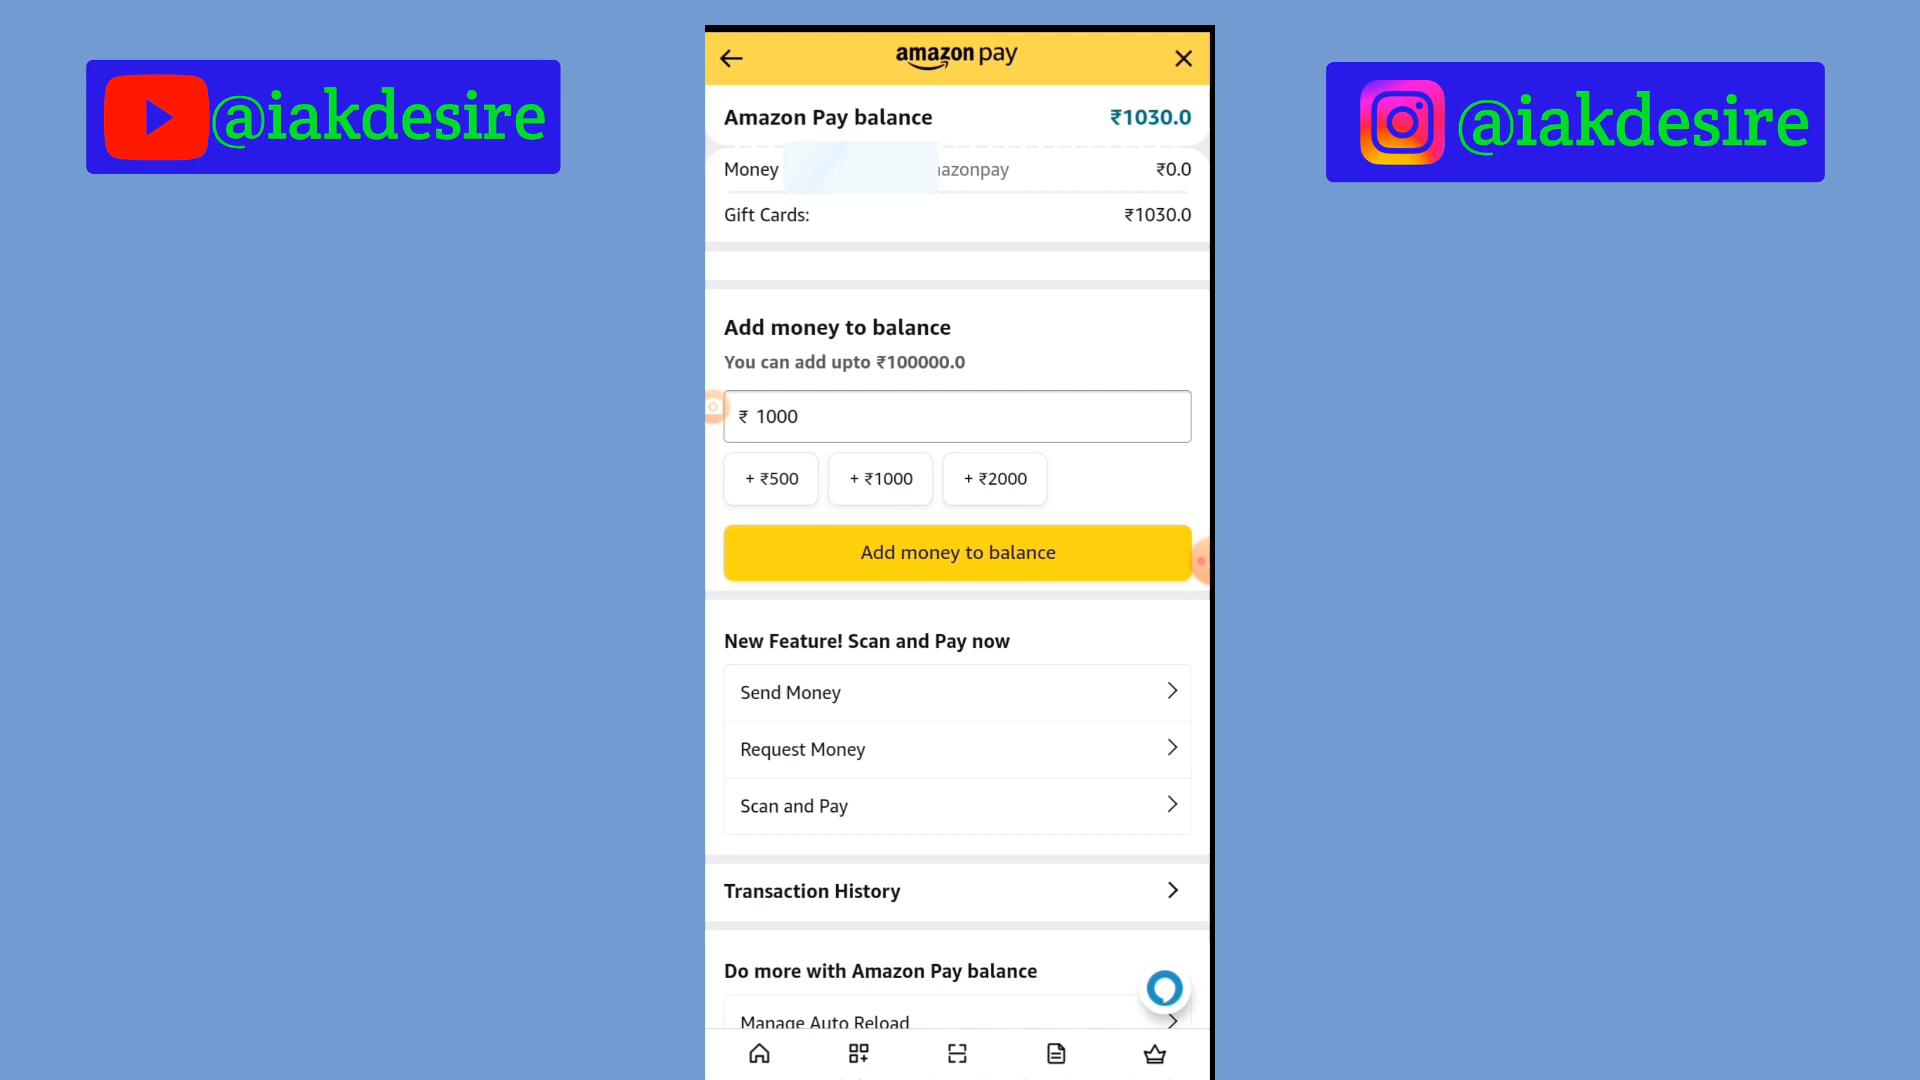 @iakdesire
@iakdesire
amazon pay
Amazon Pay balance ₹1030.0
Money azonpay ₹0.0
Gift Cards: ₹1030.0
Add money to balance
You can add upto ₹100000.0
₹ 1000
+ ₹500 + ₹1000 + ₹2000
Add money to balance
New Feature! Scan and Pay now
Send Money
Request Money
Scan and Pay
Transaction History
Do more with Amazon Pay balance
Manage Auto Reload